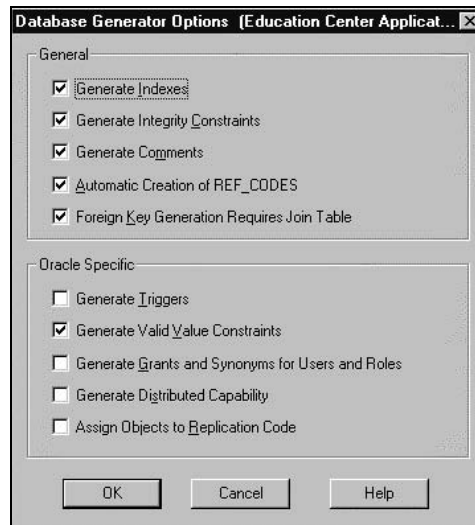 Database Generator Options (Education Center Applicat...
General
Generate Indexes
Generate Integrity Constraints
Generate Comments
Automatic Creation of REF_CODES
Foreign Key Generation Requires Join Table
Oracle Specific
Generate Triggers
Generate Valid Value Constraints
Generate Grants and Synonyms for Users and Roles
Generate Distributed Capability
Assign Objects to Replication Code
OK Cancel Help